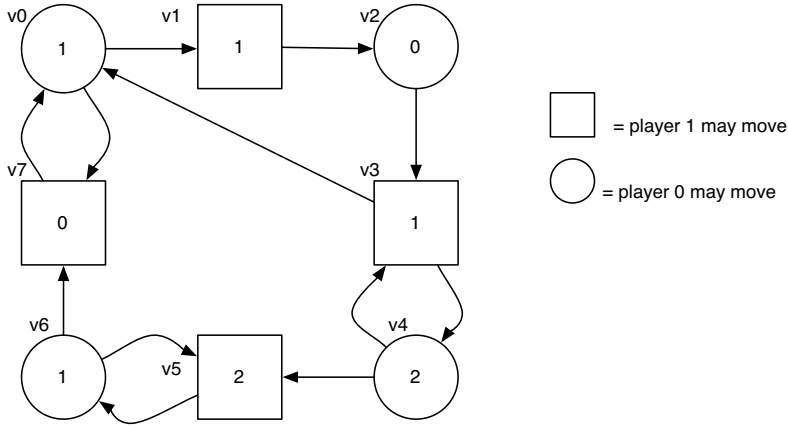 v0
v1
v2
1
1
0
= player 1 may move
v7
v3
= player 0 may move
0
1
v6
v4
v5
1
2
2